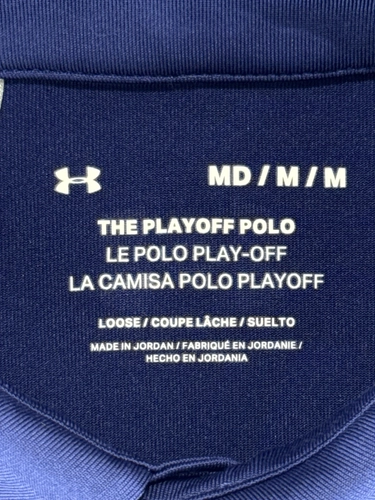 MD / M / M
THE PLAYOFF POLO
LE POLO PLAY-OFF
LA CAMISA POLO PLAYOFF
LOOSE / COUPE LÂCHE / SUELTO
MADE IN JORDAN / FABRIQUÉ EN JORDANIE /
HECHO EN JORDANIA